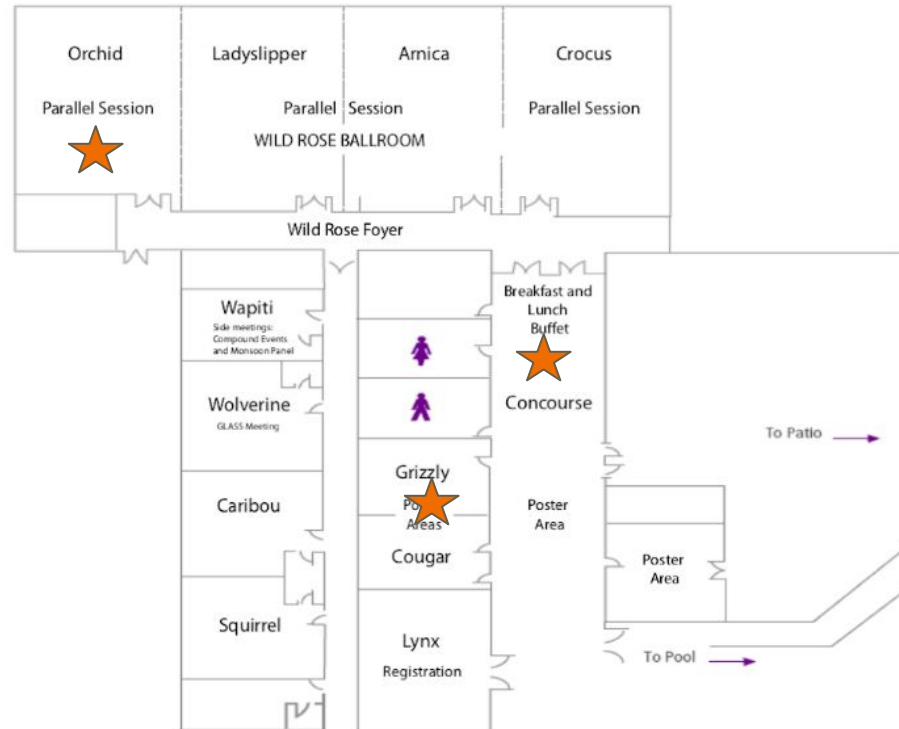 Orchid
Ladyslipper
Arnica
Crocus
Parallel Session
Parallel Session
Parallel Session
WILD ROSE BALLROOM
Wild Rose Foyer
Breakfast and
Lunch
Buffet
Wapiti
Side meetings:
Compound Events
and Monsoon Panel
Concourse
Wolverine
GLASS Meeting
To Patio
Grizzly
Areas
Caribou
Poster
Area
Cougar
Poster
Area
Squirrel
Lynx
Registration
To Pool